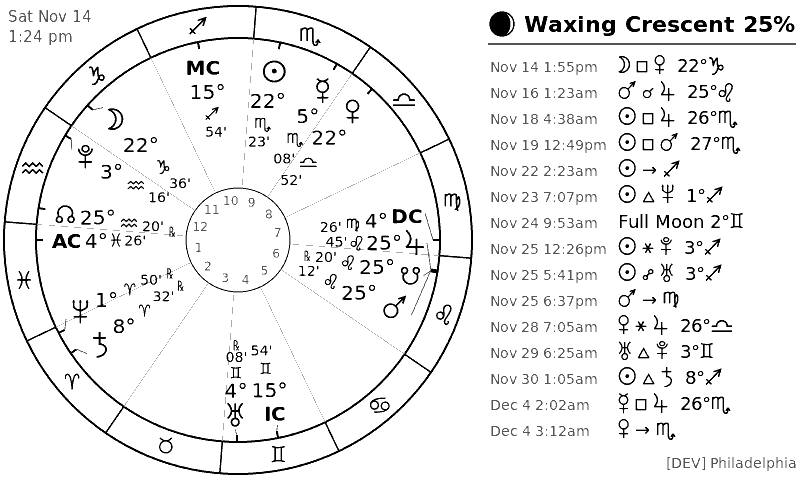 Sat Nov 14
1:24 pm
♐
♏
♑
♎
MC
15°
♐
54'
☉
22°
♏
23'
☿
5°
♏
08'
♀
22°
♎
52'
☽
22°
♑
36'
♇
3°
♒
16'
♒
♍
☊ 25° ♒ 20' ℞
AC 4° ♓ 26'
26' ♍ 4° DC
45' ♌ 25° ♃
℞ 20' ♌ 25° ☋
12' ♌ 25° ♂
10 9
11 8
12 7
1 6
2 5
3 4
♓
♌
♆ 1° ♈ 50' ℞
♄ 8° ♈ 32' ℞
℞
08' 54'
♊ ♊
4° 15°
♅ IC
♈
♋
♉
♊
Waxing Crescent 25%
Nov 14 1:55pm ☽ □ ♀ 22°♑
Nov 16 1:23am ♂ ☌ ♃ 25°♌
Nov 18 4:38am ☉ □ ♃ 26°♏
Nov 19 12:49pm ☉ □ ♂ 27°♏
Nov 22 2:23am ☉ → ♐
Nov 23 7:07pm ☉ △ ♆ 1°♐
Nov 24 9:53am Full Moon 2°♊
Nov 25 12:26pm ☉ ⚹ ♇ 3°♐
Nov 25 5:41pm ☉ ☍ ♅ 3°♐
Nov 25 6:37pm ♂ → ♍
Nov 28 7:05am ♀ ⚹ ♃ 26°♎
Nov 29 6:25am ♅ △ ♇ 3°♊
Nov 30 1:05am ☉ △ ♄ 8°♐
Dec 4 2:02am ☿ □ ♃ 26°♏
Dec 4 3:12am ♀ → ♏
[DEV] Philadelphia